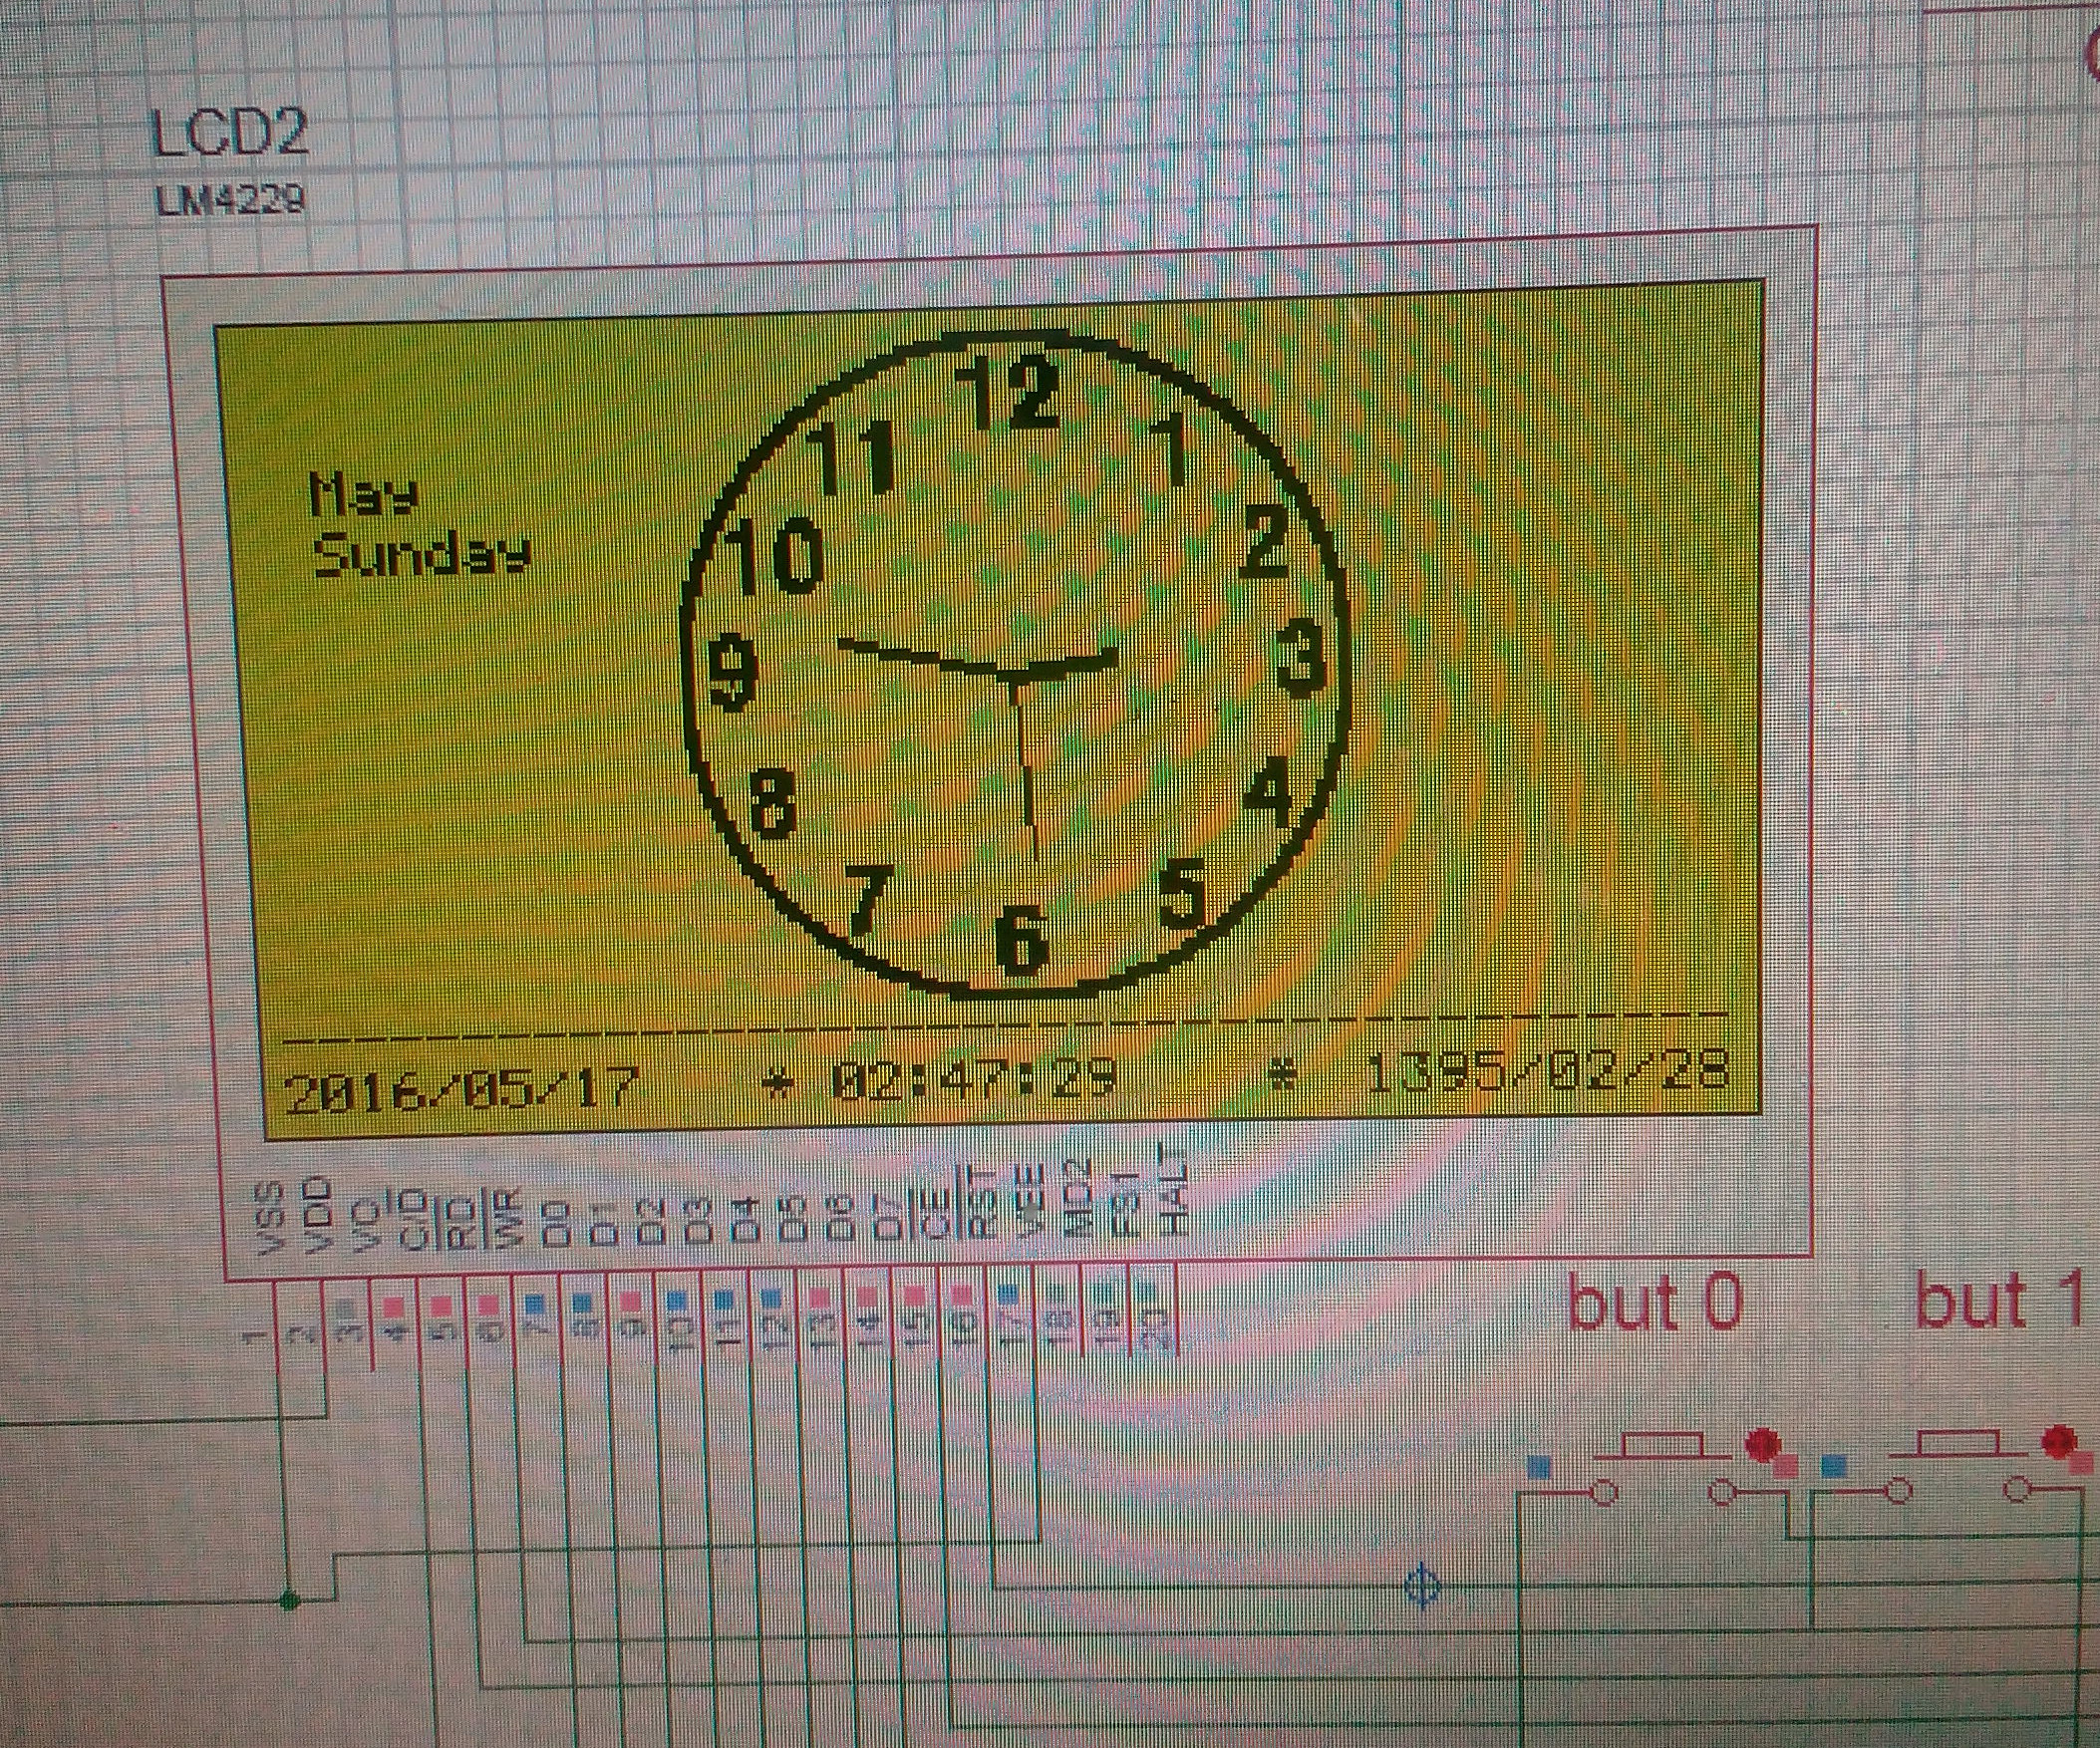 LCD2
LM4229
12
11 1
10 2
9 3
8 4
7 5
6
May
Sunday
2016/05/17 * 02:47:29 * 1395/02/28
VSS VDD VO C/D RD WR D0 D1 D2 D3 D4 D5 D6 D7 CE RST VEE MD2 FS1 HALT
1 2 3 4 5 6 7 8 9 10 11 12 13 14 15 16 17 18 19 20
but 0 but 1